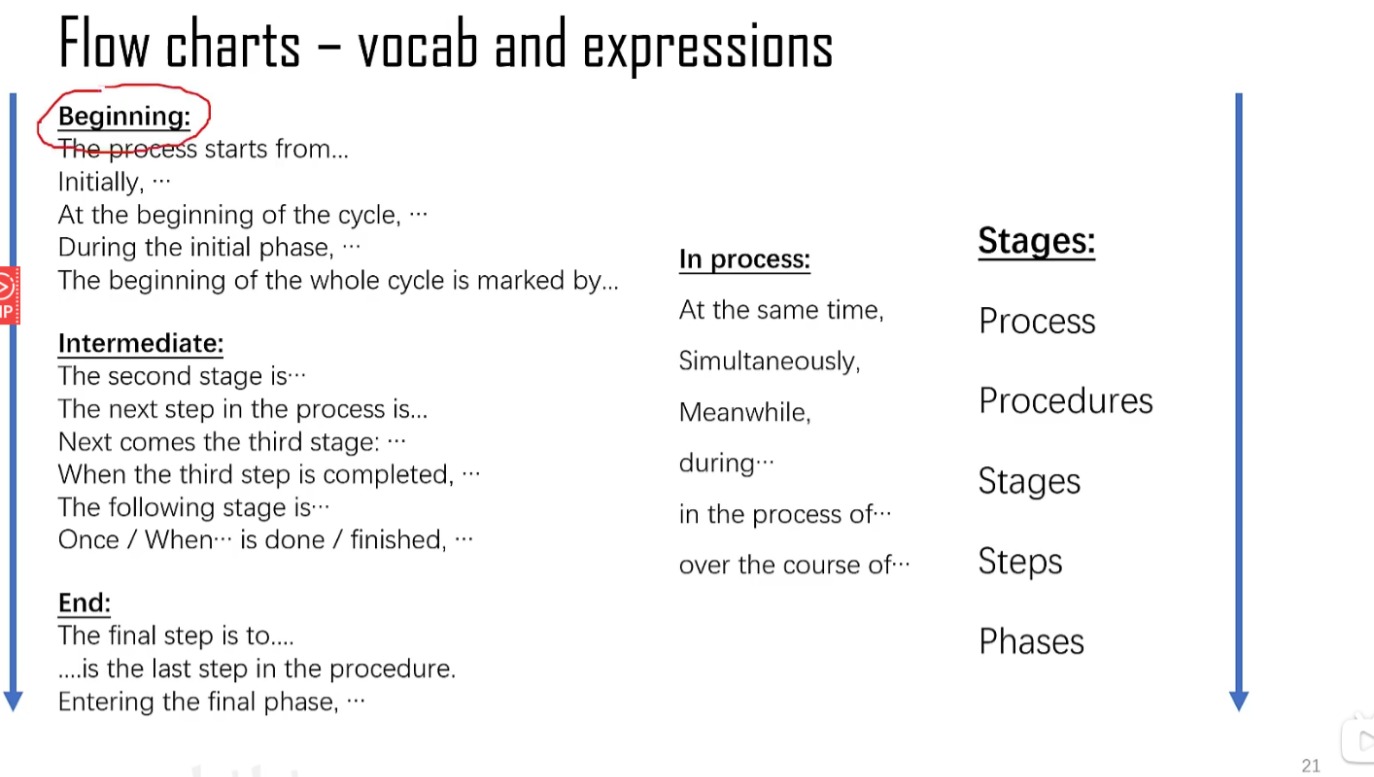 Flow charts – vocab and expressions
Beginning:
The process starts from...
Initially, ···
At the beginning of the cycle, ···
During the initial phase, ···
The beginning of the whole cycle is marked by...
Intermediate:
The second stage is···
The next step in the process is...
Next comes the third stage: ···
When the third step is completed, ···
The following stage is···
Once / When··· is done / finished, ···
End:
The final step is to....
....is the last step in the procedure.
Entering the final phase, ···
In process:
At the same time,
Simultaneously,
Meanwhile,
during···
in the process of···
over the course of···
Stages:
Process
Procedures
Stages
Steps
Phases
21